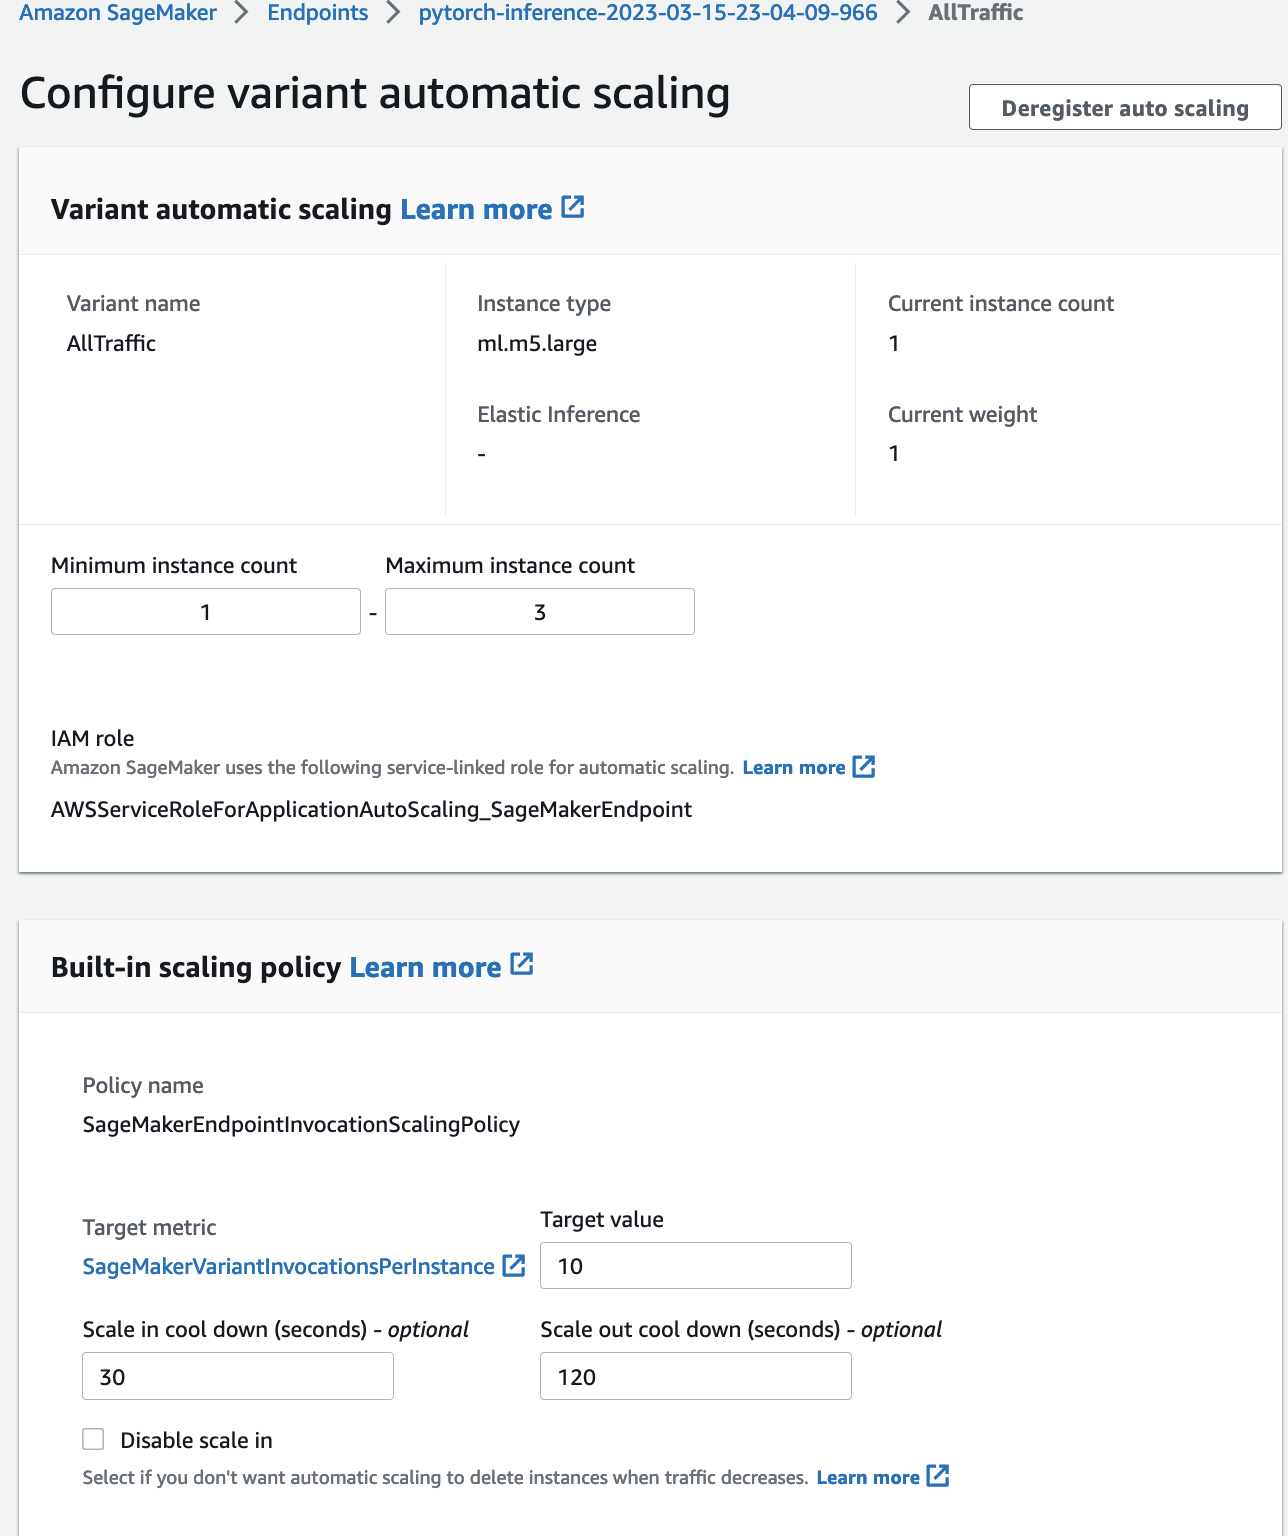 Amazon SageMaker > Endpoints > pytorch-inference-2023-03-15-23-04-09-966 > AllTraffic
Configure variant automatic scaling
Deregister auto scaling
Variant automatic scaling Learn more
Variant name
AllTraffic
Instance type
ml.m5.large
Elastic Inference
-
Current instance count
1
Current weight
1
Minimum instance count
1
-
Maximum instance count
3
IAM role
Amazon SageMaker uses the following service-linked role for automatic scaling. Learn more
AWSServiceRoleForApplicationAutoScaling_SageMakerEndpoint
Built-in scaling policy Learn more
Policy name
SageMakerEndpointInvocationScalingPolicy
Target metric
SageMakerVariantInvocationsPerInstance
Target value
10
Scale in cool down (seconds) - optional
30
Scale out cool down (seconds) - optional
120
Disable scale in
Select if you don't want automatic scaling to delete instances when traffic decreases. Learn more